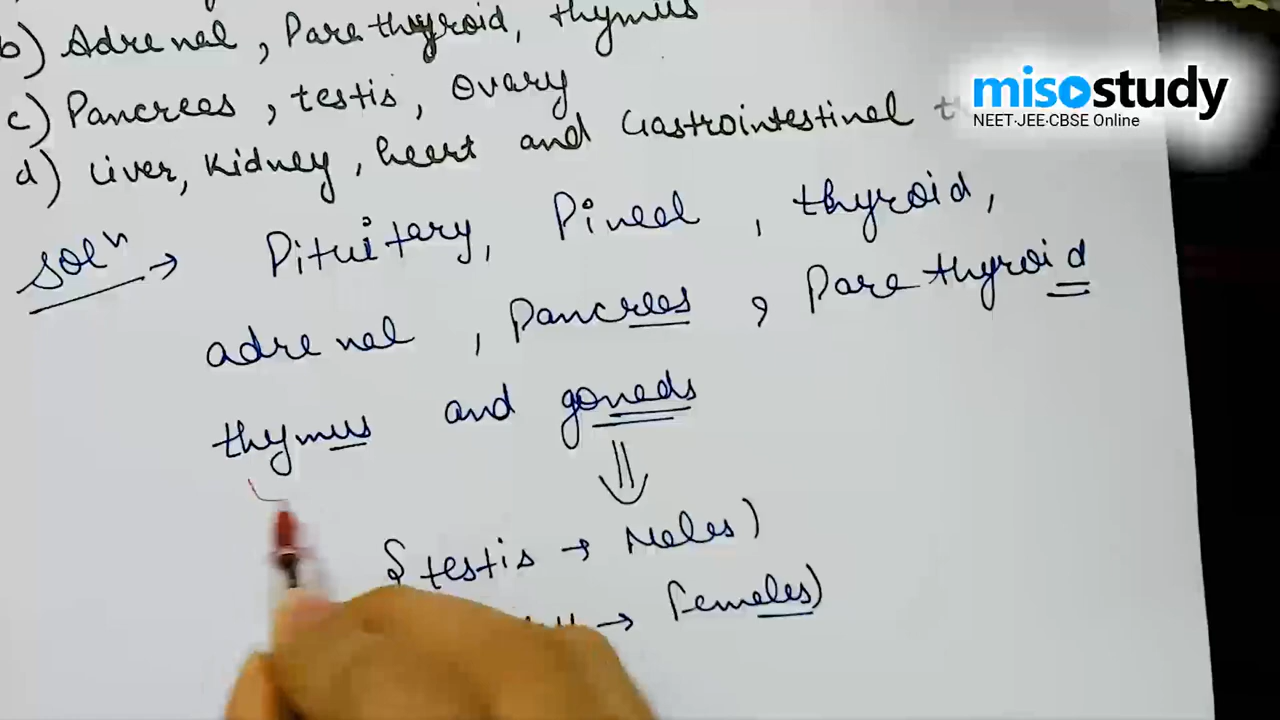 b) Adrenal, Parathyroid, thymus
c) Pancreas, testis, ovary
d) Liver, Kidney, heart and Gastrointestinal
misostudy
NEET·JEE·CBSE Online
Solⁿ → Pituitary, Pineal, thyroid,
adrenal, Pancreas, Parathyroid
thymus and gonads
⇓
{testis → Males)
→ females)